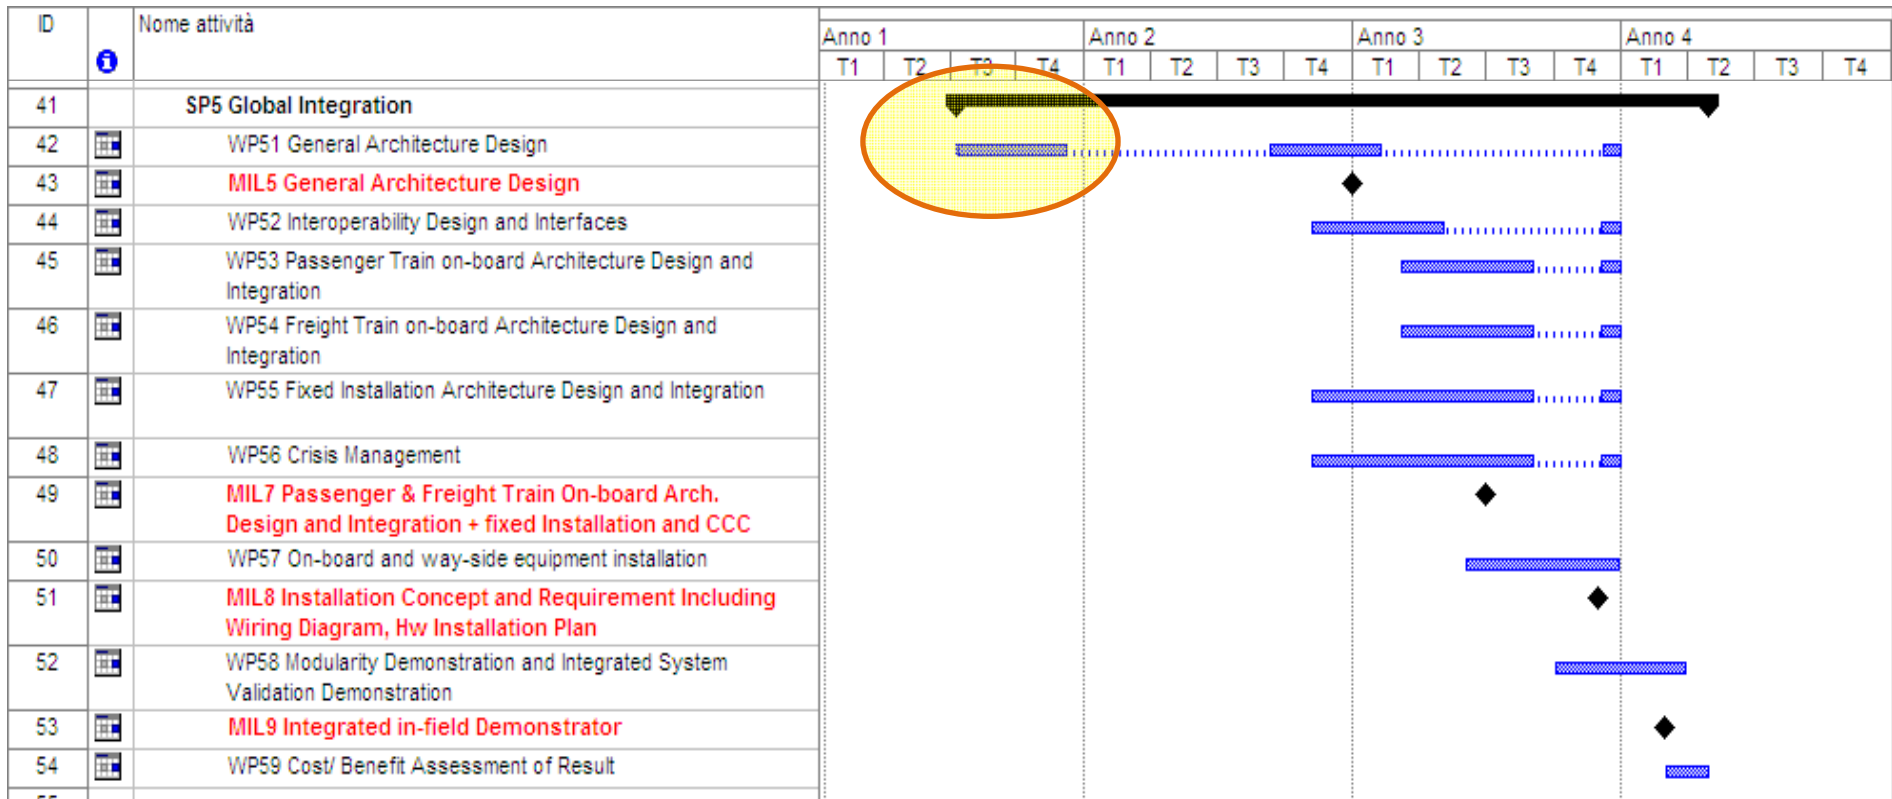 ID Nome attività Anno 1 Anno 2 Anno 3 Anno 4
T1 T2 T3 T4 T1 T2 T3 T4 T1 T2 T3 T4 T1 T2 T3 T4
41 SP5 Global Integration
42 WP51 General Architecture Design
43 MIL5 General Architecture Design
44 WP52 Interoperability Design and Interfaces
45 WP53 Passenger Train on-board Architecture Design and
Integration
46 WP54 Freight Train on-board Architecture Design and
Integration
47 WP55 Fixed Installation Architecture Design and Integration
48 WP56 Crisis Management
49 MIL7 Passenger & Freight Train On-board Arch.
Design and Integration + fixed Installation and CCC
50 WP57 On-board and way-side equipment installation
51 MIL8 Installation Concept and Requirement Including
Wiring Diagram, Hw Installation Plan
52 WP58 Modularity Demonstration and Integrated System
Validation Demonstration
53 MIL9 Integrated in-field Demonstrator
54 WP59 Cost/ Benefit Assessment of Result